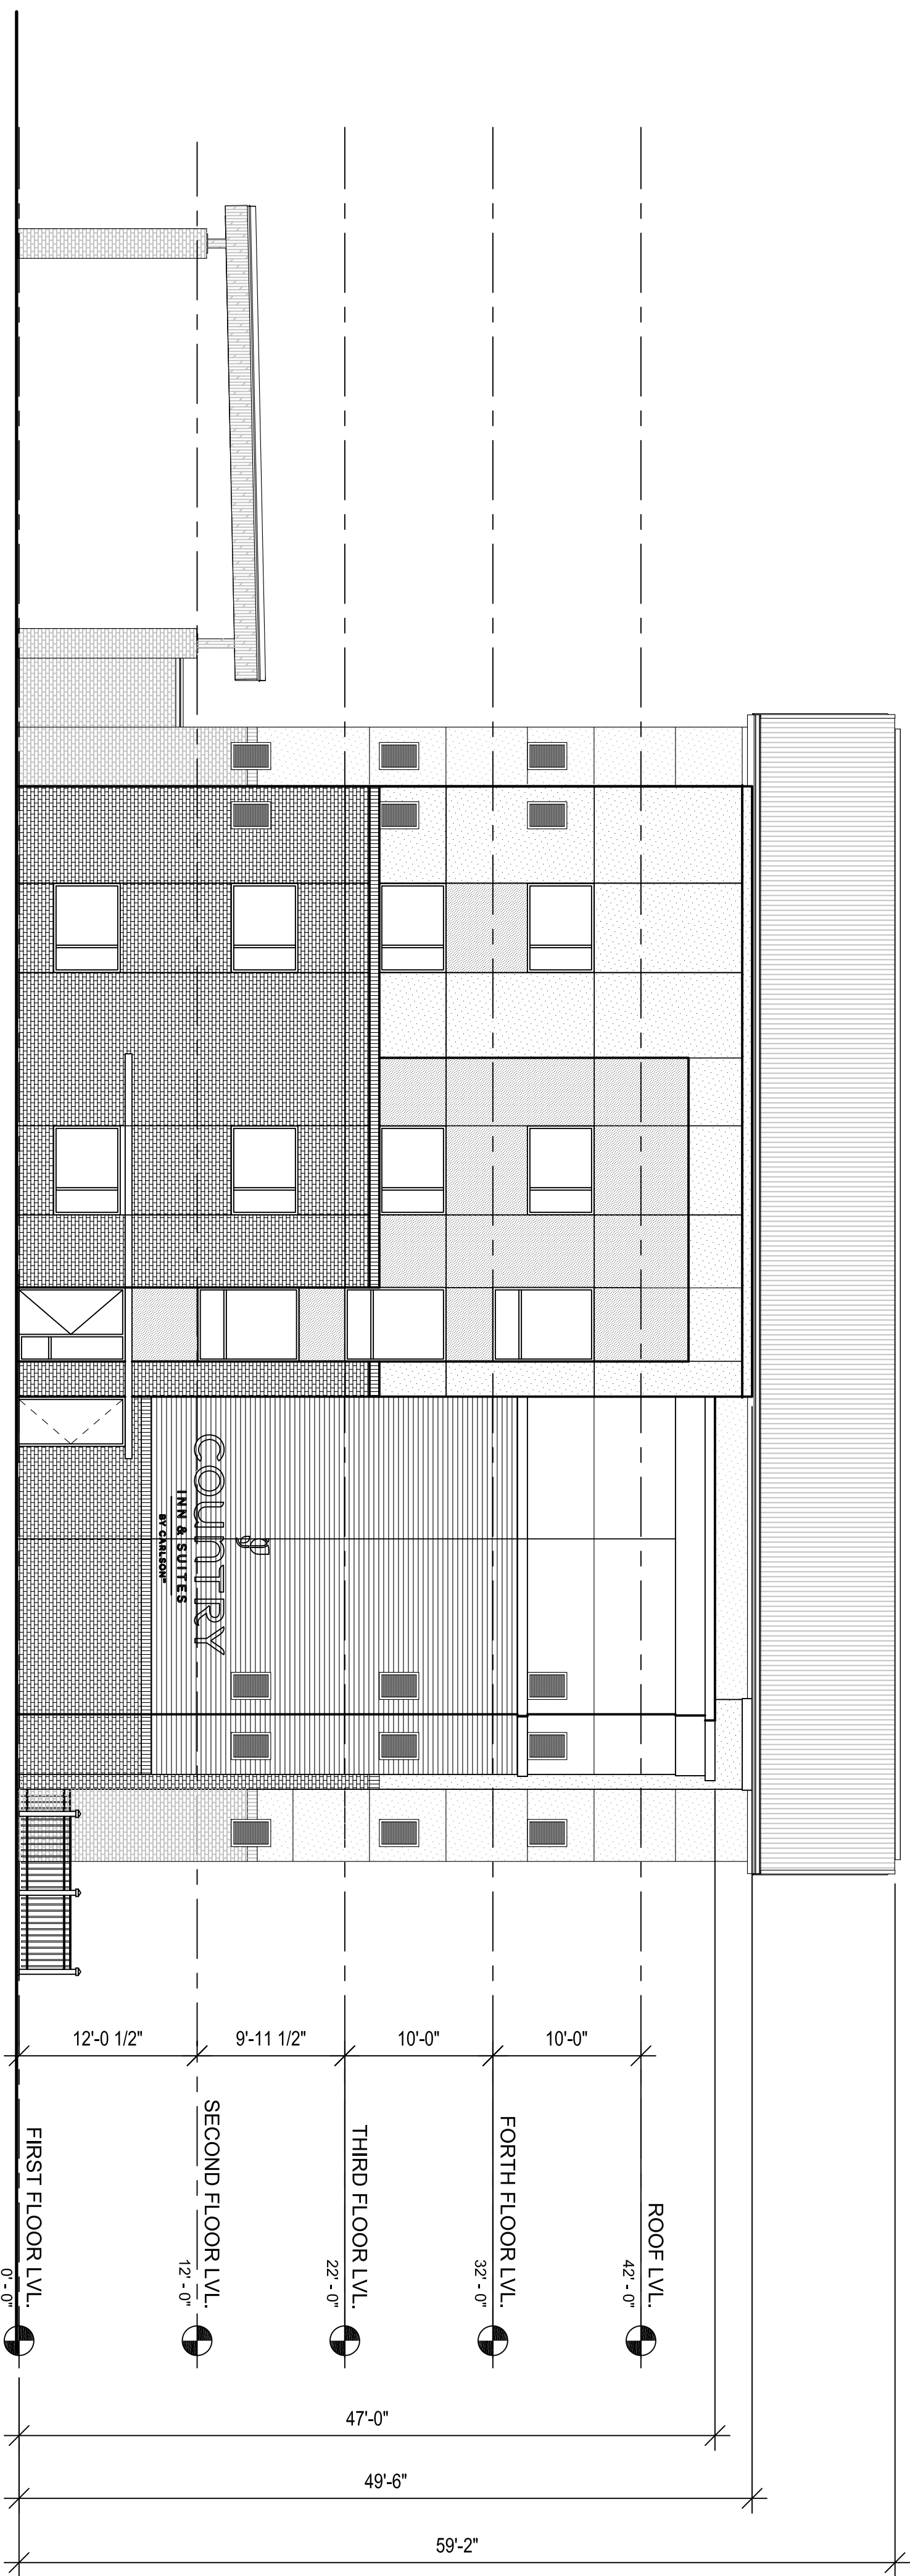 COUNTRY
INN & SUITES
BY CARLSON™
59'-2"
49'-6"
47'-0"
10'-0"
10'-0"
9'-11 1/2"
12'-0 1/2"
ROOF LVL.
42' - 0"
FORTH FLOOR LVL.
32' - 0"
THIRD FLOOR LVL.
22' - 0"
SECOND FLOOR LVL.
12' - 0"
FIRST FLOOR LVL.
0' - 0"